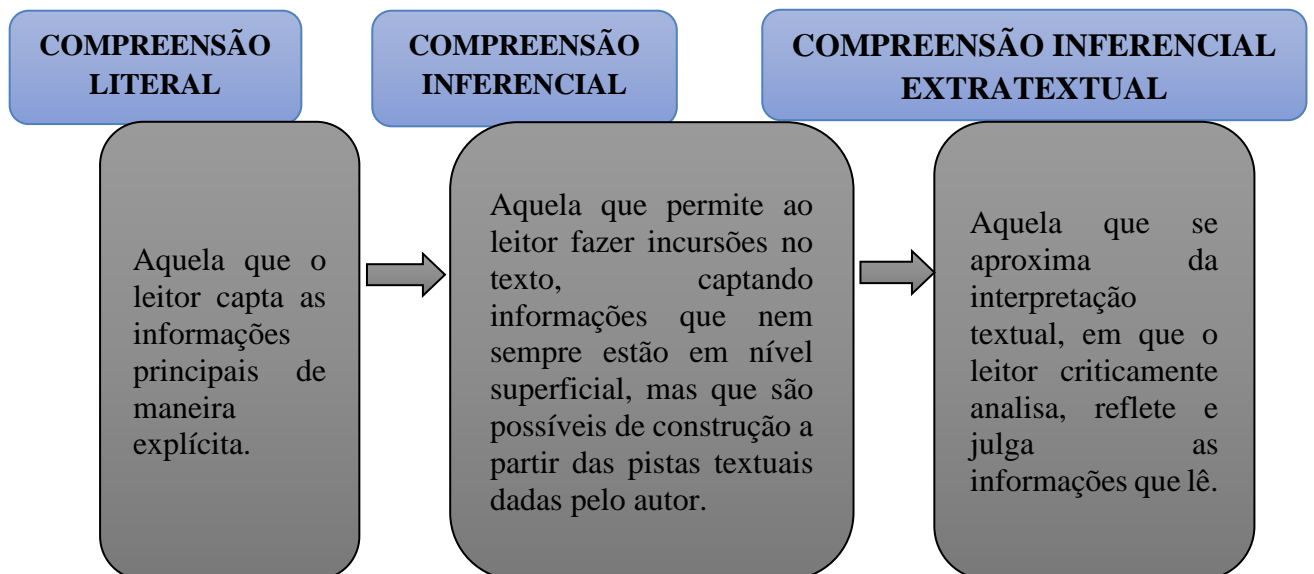 COMPREENSÃO
LITERAL
Aquela que o
leitor capta as
informações
principais de
maneira
explícita.
COMPREENSÃO
INFERENCIAL
Aquela que permite ao
leitor fazer incursões no
texto, captando
informações que nem
sempre estão em nível
superficial, mas que são
possíveis de construção a
partir das pistas textuais
dadas pelo autor.
COMPREENSÃO INFERENCIAL
EXTRATEXTUAL
Aquela que se
aproxima da
interpretação
textual, em que o
leitor criticamente
analisa, reflete e
julga as
informações que lê.